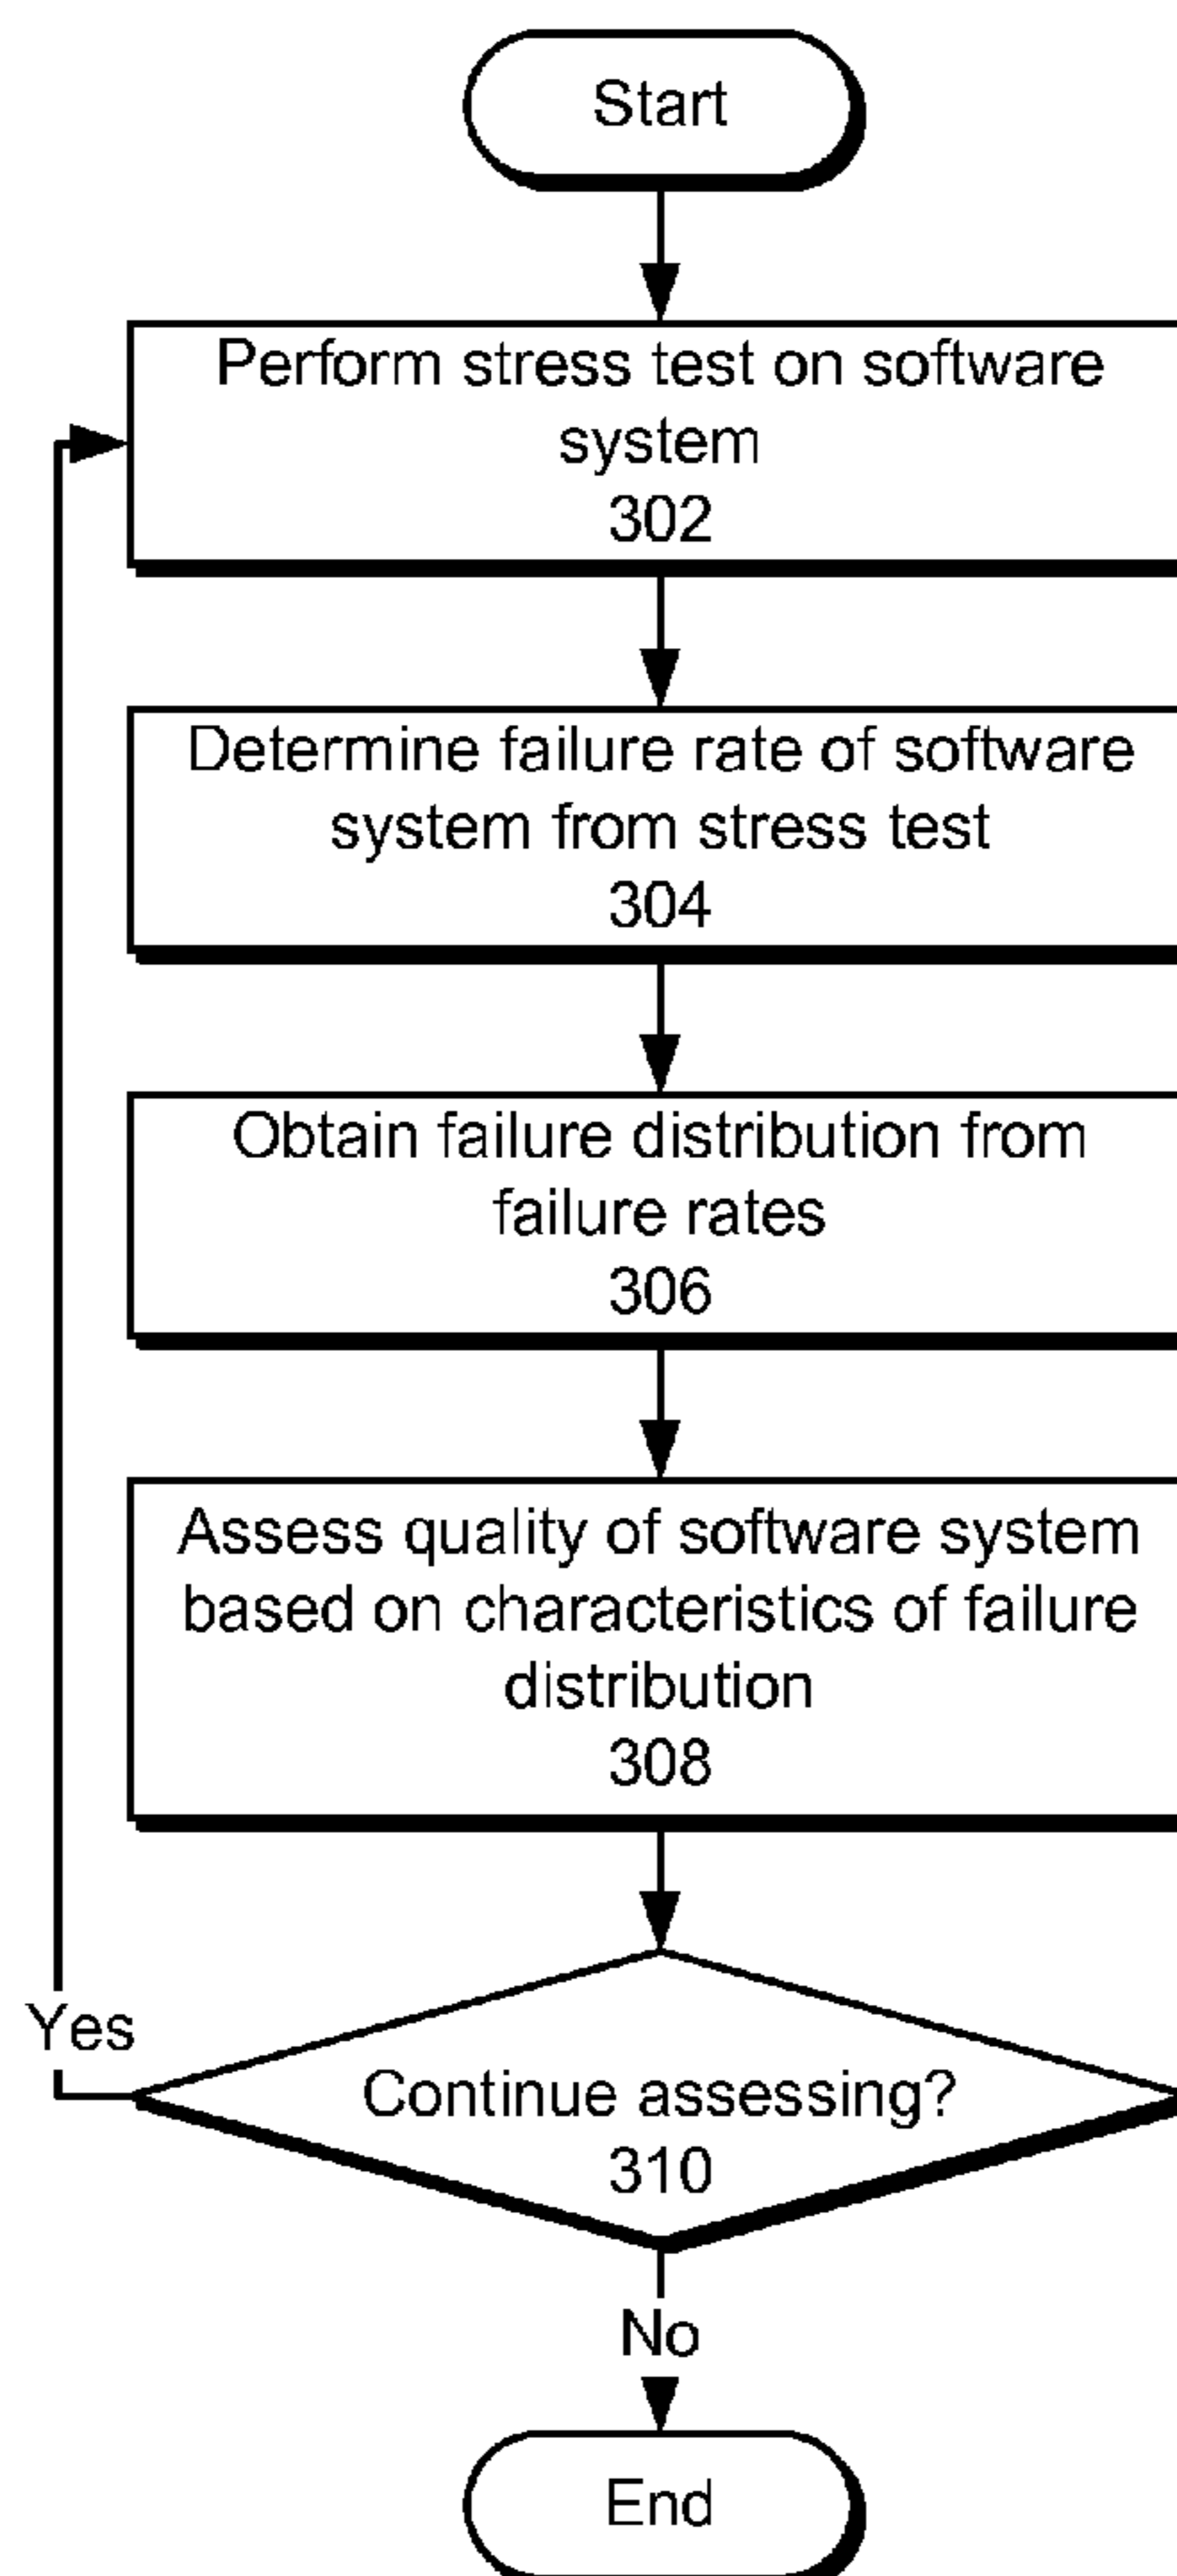 Start
Perform stress test on software
system
302
Determine failure rate of software
system from stress test
304
Obtain failure distribution from
failure rates
306
Assess quality of software system
based on characteristics of failure
distribution
308
Yes
Continue assessing?
310
No
End